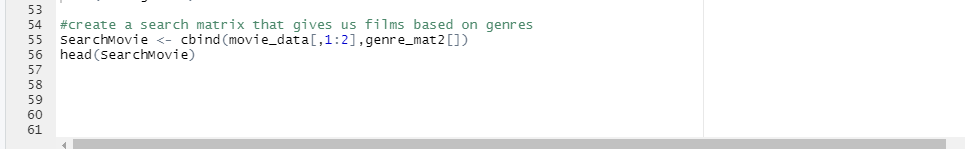 53
54 #create a search matrix that gives us films based on genres
55 SearchMovie <- cbind(movie_data[,1:2],genre_mat2[])
56 head(SearchMovie)
57
58
59
60
61